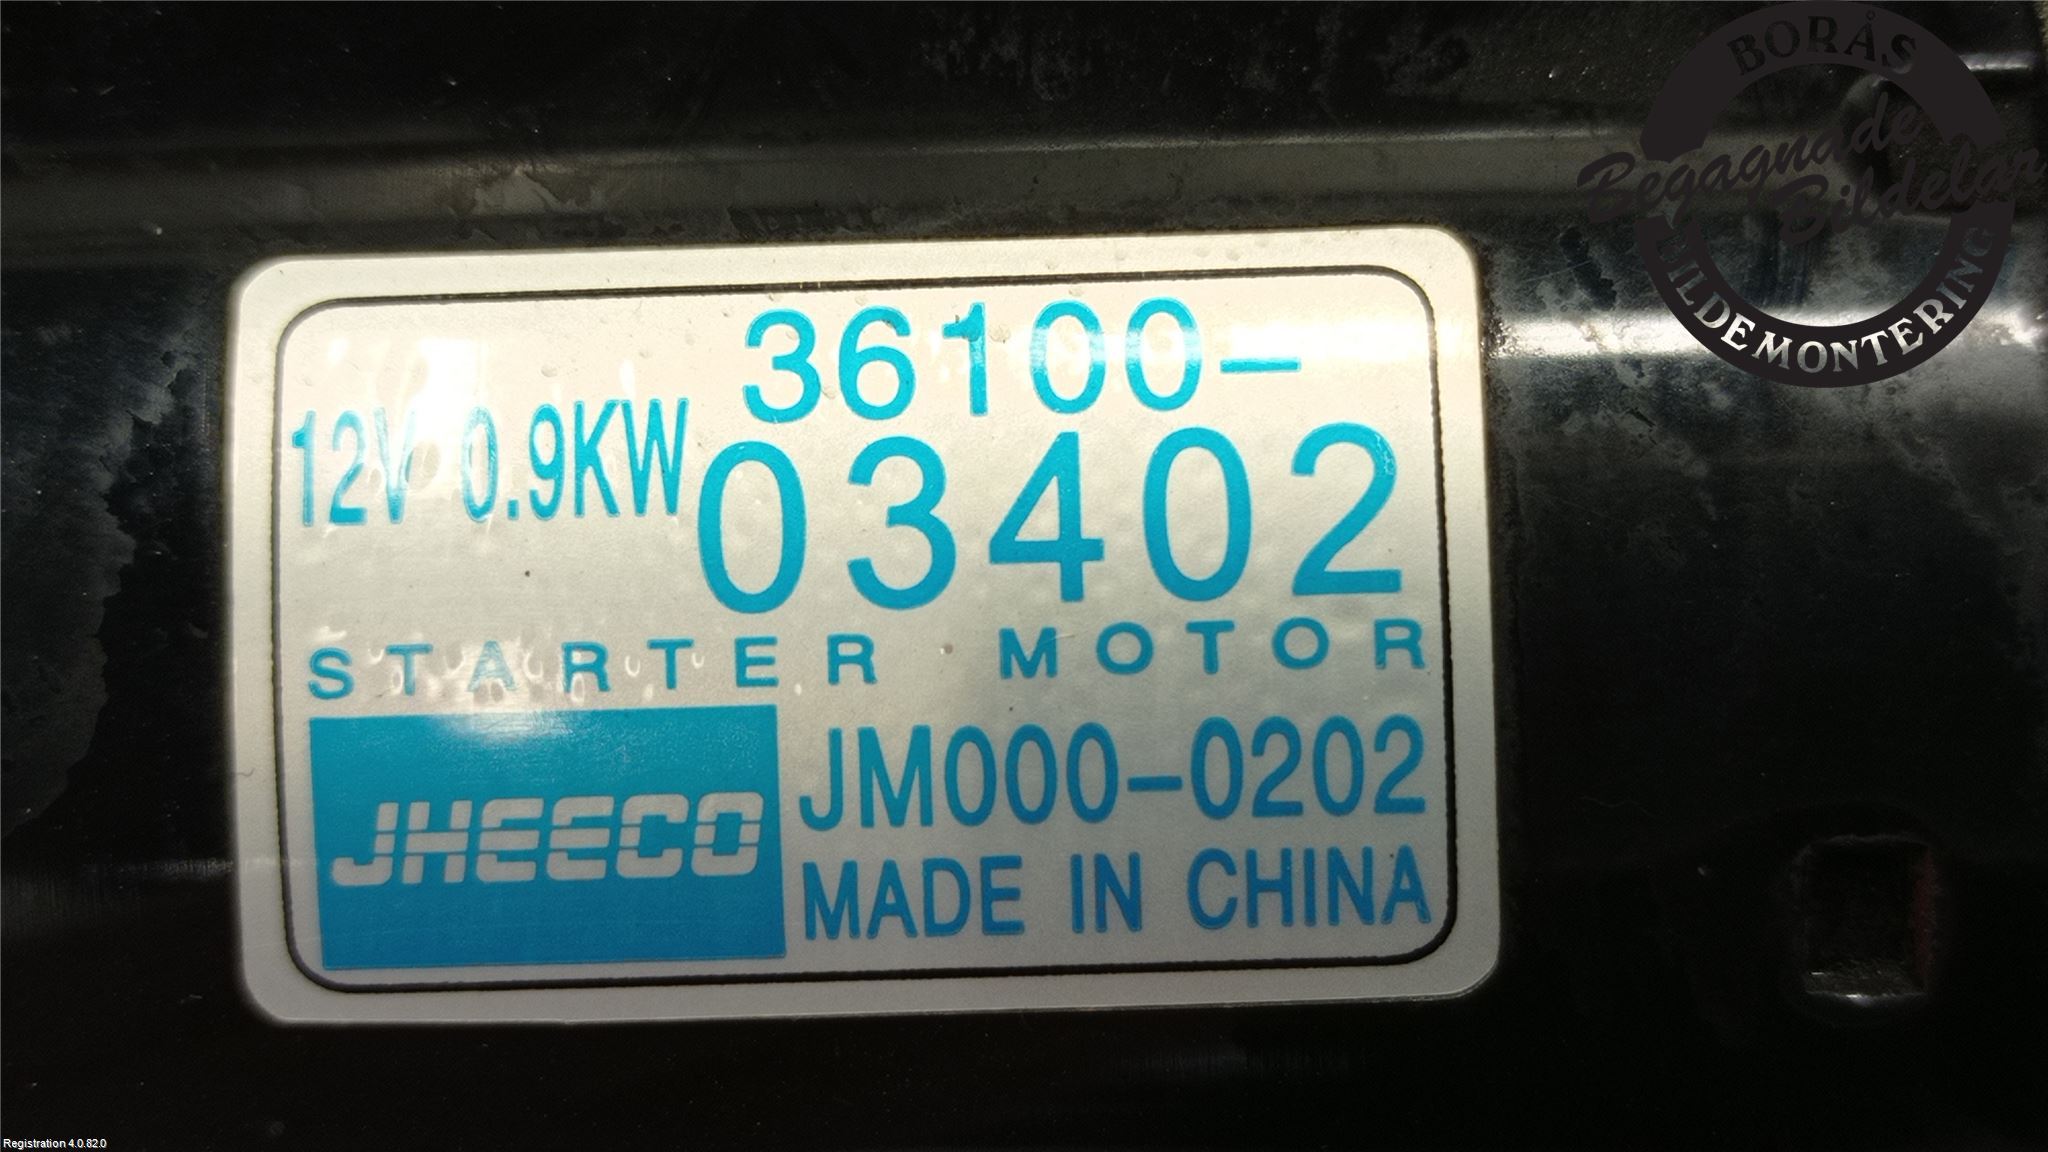 BORÅS
Begagnade
Bildelar
BILDEMONTERING
36100-
12V 0.9KW
03402
STARTER MOTOR
JHEECO
JM000-0202
MADE IN CHINA
Registration 4.0.82.0